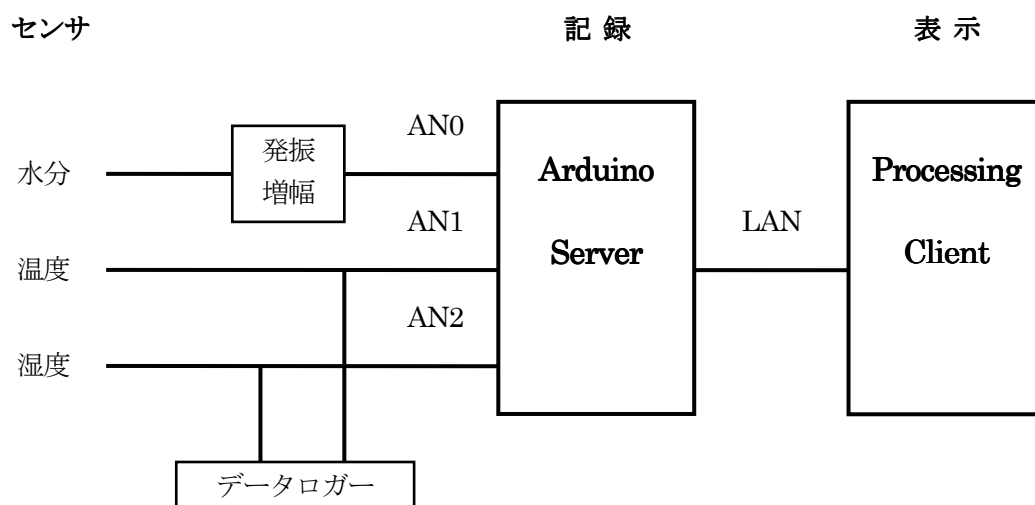 センサ
記 録
表 示
水分
発振
増幅
AN0
温度
AN1
湿度
AN2
データロガー
Arduino
Server
LAN
Processing
Client